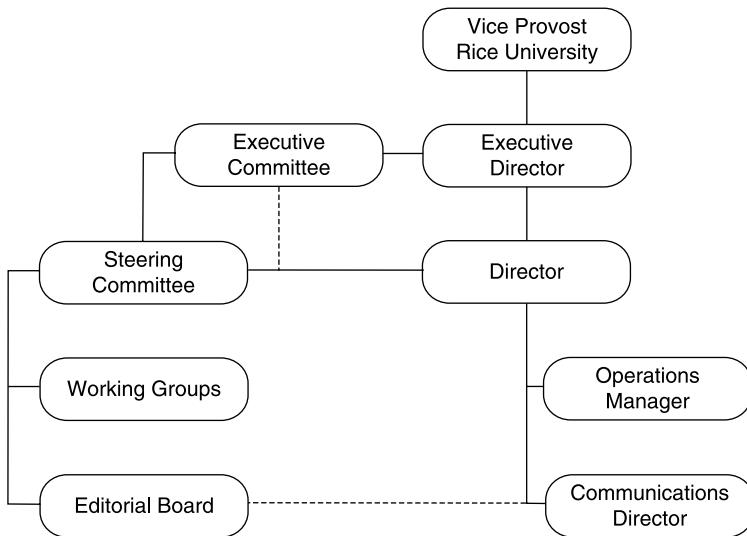 Vice Provost
Rice University
Executive
Committee
Executive
Director
Steering
Committee
Director
Working Groups
Operations
Manager
Editorial Board
Communications
Director